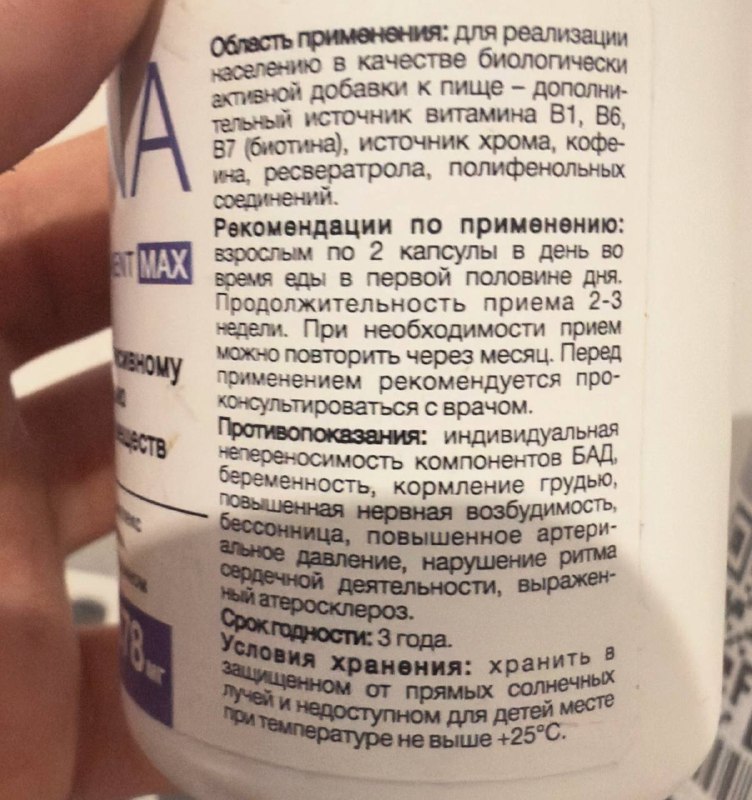 Область применения: для реализации
населению в качестве биологически
активной добавки к пище – дополни-
тельный источник витамина В1, В6,
В7 (биотина), источник хрома, кофе-
ина, ресвератрола, полифенольных
соединений.
Рекомендации по применению:
взрослым по 2 капсулы в день во
время еды в первой половине дня.
Продолжительность приема 2-3
недели. При необходимости прием
можно повторить через месяц. Перед
применением рекомендуется про-
консультироваться с врачом.
Противопоказания: индивидуальная
непереносимость компонентов БАД,
беременность, кормление грудью,
повышенная нервная возбудимость,
бессонница, повышенное артери-
альное давление, нарушение ритма
сердечной деятельности, выражен-
ный атеросклероз.
Срок годности: 3 года.
Условия хранения: хранить в
защищенном от прямых солнечных
лучей и недоступном для детей месте
при температуре не выше +25°С.
A
ENT MAX
сивному
еществ
78 мг